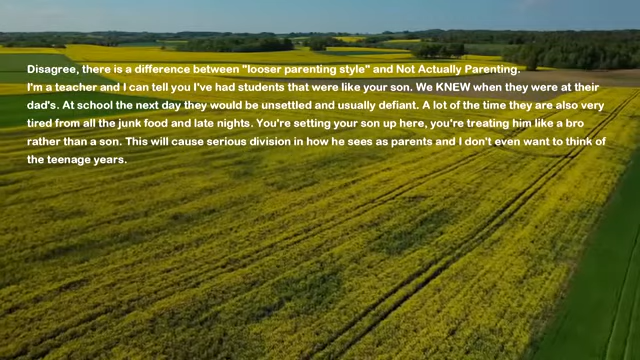 Disagree, there is a difference between "looser parenting style" and Not Actually Parenting.
I'm a teacher and I can tell you I've had students that were like your son. We KNEW when they were at their
dad's. At school the next day they would be unsettled and usually defiant. A lot of the time they are also very
tired from all the junk food and late nights. You're setting your son up here, you're treating him like a bro
rather than a son. This will cause serious division in how he sees as parents and I don't even want to think of
the teenage years.